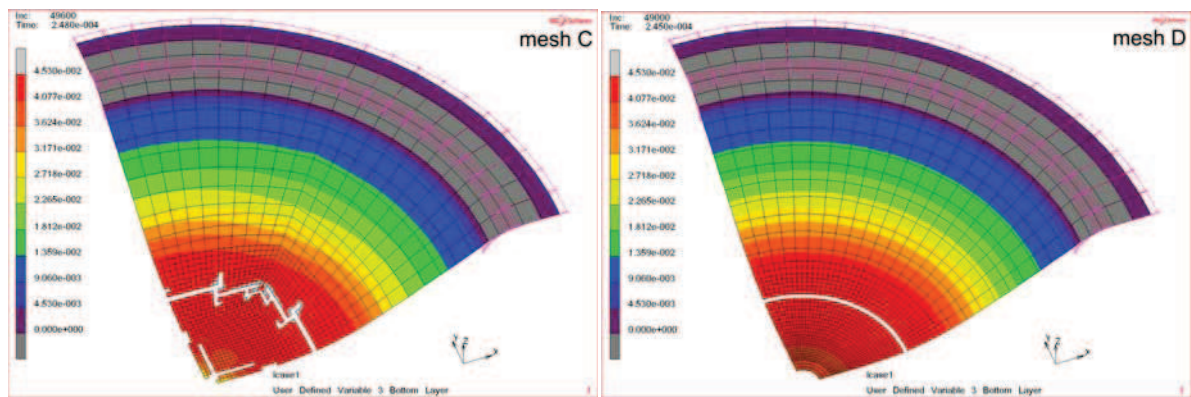 Inc: 49600
Time: 2.480e-004
mesh C
4.530e-002
4.077e-002
3.624e-002
3.171e-002
2.718e-002
2.265e-002
1.812e-002
1.359e-002
9.060e-003
4.530e-003
0.000e+000
Y Z X
lcase1
User Defined Variable 3 Bottom Layer
1
Inc: 49000
Time: 2.450e-004
mesh D
4.530e-002
4.077e-002
3.624e-002
3.171e-002
2.718e-002
2.265e-002
1.812e-002
1.359e-002
9.060e-003
4.530e-003
0.000e+000
Y Z X
lcase1
User Defined Variable 3 Bottom Layer
1